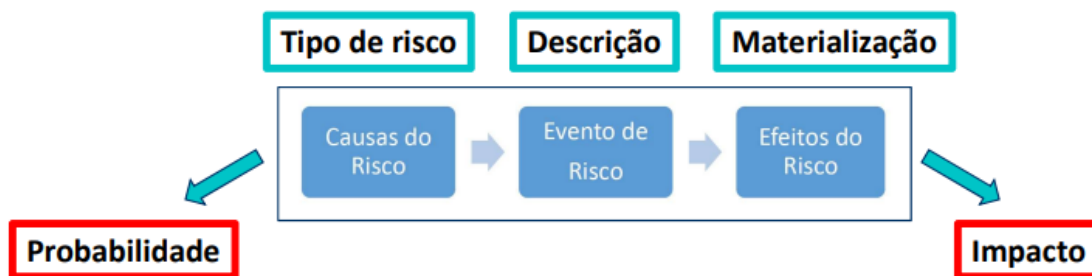 Tipo de risco
Descrição
Materialização
Causas do
Risco
Evento de
Risco
Efeitos do
Risco
Probabilidade
Impacto